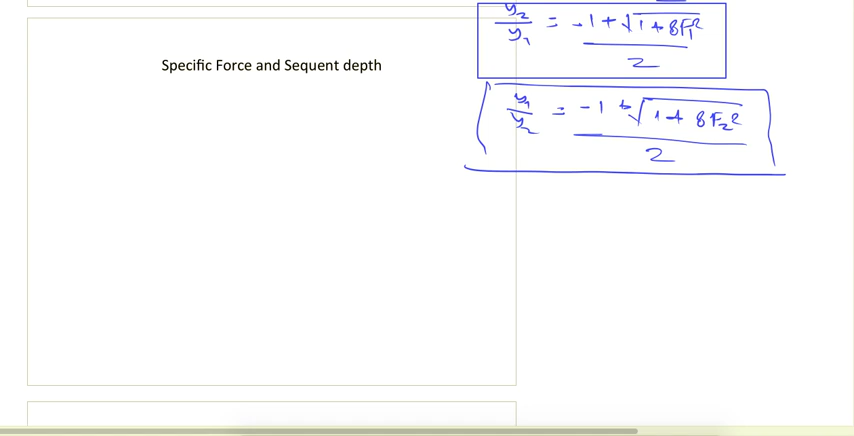 Specific Force and Sequent depth
y₂/y₁ = -1 + √(1 + 8F₁²) / 2
y₁/y₂ = -1 + √(1 + 8F₂²) / 2